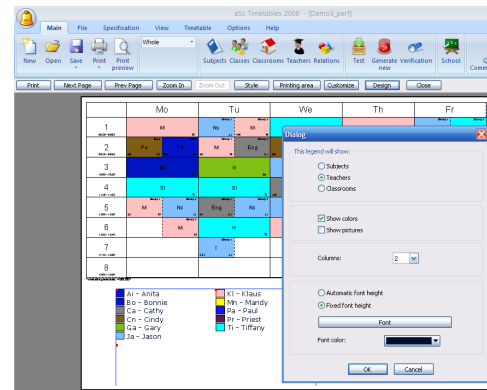 aSc Timetables 2008 - [Demo3_perf]
Main File Specification View Timetable Options Help
New Open Save Print Print preview Whole Subjects Classes Classrooms Teachers Relations Test Generate new Verification School
Print Next Page Prev Page Zoom In Zoom Out Style Printing area Customize Design Close
Mo Tu We Th Fr
1 M Ns M
2 Pe M Eng
3 G
4 Sl Sl
5 M Ns Eng Ns
6 M H
7 I
8
Dialog
This legend will show:
Subjects
Teachers
Classrooms
Show colors
Show pictures
Columns: 2
Automatic font height
Fixed font height
Font
Font color:
OK Cancel
Ai - Anita Kl - Klaus
Bo - Bonnie Mn - Mandy
Ca - Cathy Pa - Paul
Cn - Cindy Pr - Priest
Ga - Gary Ti - Tiffany
Ja - Jason